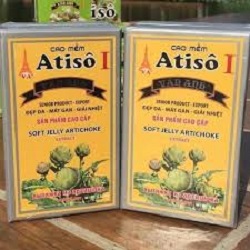 ISÔ
CAO MỀM
Atisô I
SENIOR PRODUCT - EXPORT
ĐẸP DA - MÁT GAN - GIẢI NHIỆT
SẢN PHẨM CAO CẤP
SOFT JELLY ARTICHOKE
CAO MỀM
Atisô I
SENIOR PRODUCT - EXPORT
ĐẸP DA - MÁT GAN - GIẢI NHIỆT
SẢN PHẨM CAO CẤP
SOFT JELLY ARTICHOKE